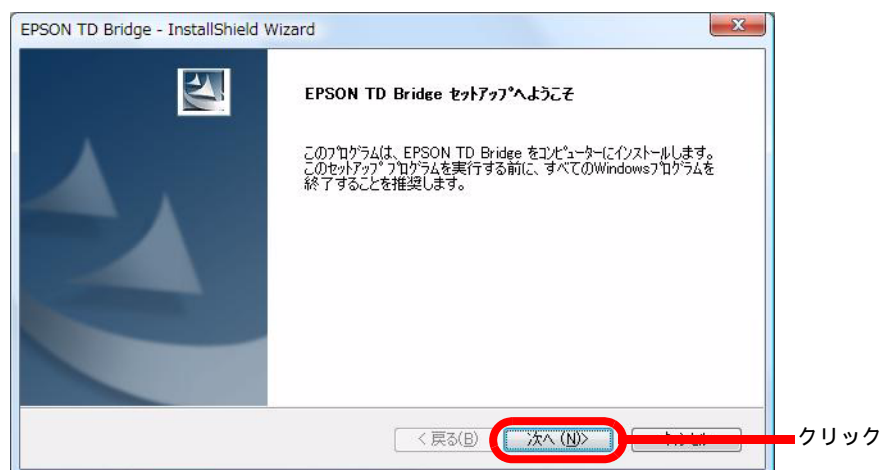 EPSON TD Bridge - InstallShield Wizard
EPSON TD Bridge ｾｯﾄｱｯﾌﾟへようこそ
このﾌﾟﾛｸﾞﾗﾑは、EPSON TD Bridge をｺﾝﾋﾟｭｰﾀｰにｲﾝｽﾄｰﾙします。
このｾｯﾄｱｯﾌﾟ ﾌﾟﾛｸﾞﾗﾑを実行する前に、すべてのWindowsﾌﾟﾛｸﾞﾗﾑを
終了することを推奨します。
< 戻る(B) 次へ (N)>
クリック